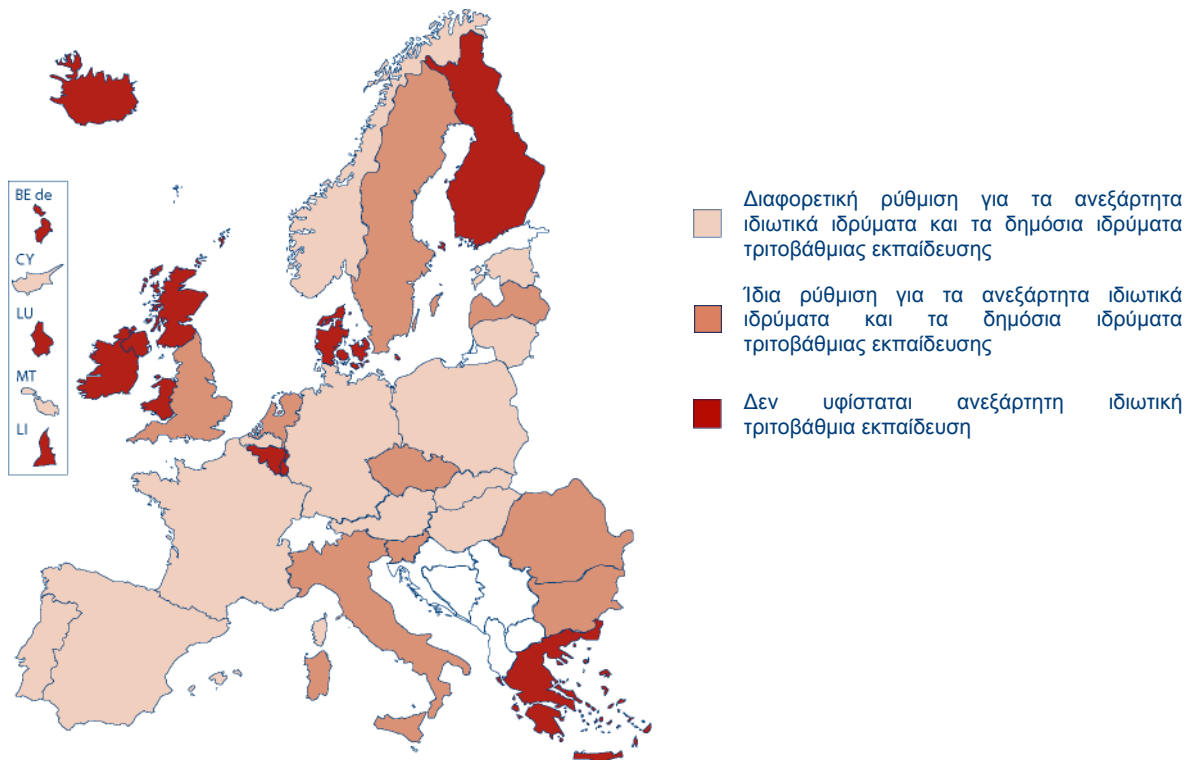 BE de
CY
LU
MT
LI
Διαφορετική ρύθμιση για τα ανεξάρτητα
ιδιωτικά ιδρύματα και τα δημόσια ιδρύματα
τριτοβάθμιας εκπαίδευσης
Ίδια ρύθμιση για τα ανεξάρτητα ιδιωτικά
ιδρύματα και τα δημόσια ιδρύματα
τριτοβάθμιας εκπαίδευσης
Δεν υφίσταται ανεξάρτητη ιδιωτική
τριτοβάθμια εκπαίδευση